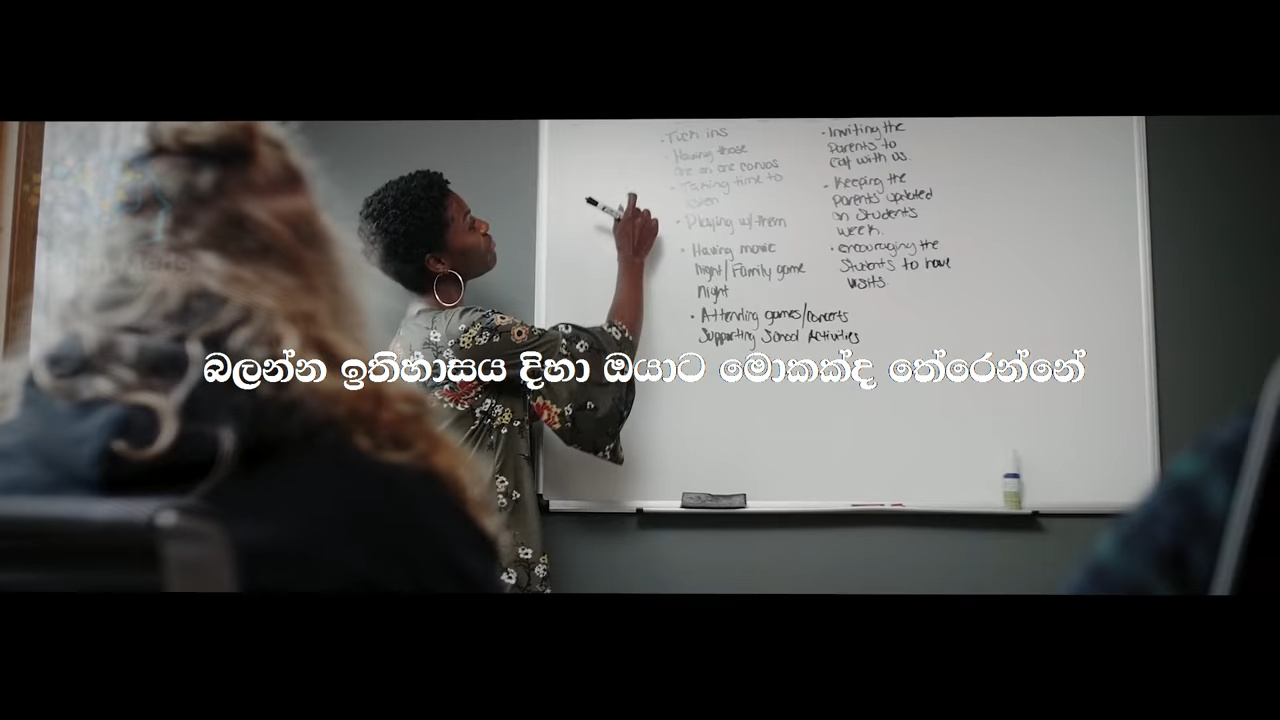 • Tuck ins
• Having those
one on one convos
• Taking time to
listen
• Playing w/them
• Having movie
night/Family game
night
• Attending games/concerts
Supporting School Activities
• Inviting the
Parents to
Eat with us.
• Keeping the
Parents updated
on Student's
week.
• encouraging the
Students to have
visits.
බලන්න ඉතිහාසය දිහා ඔයාට මොකක්ද තේරෙන්නේ